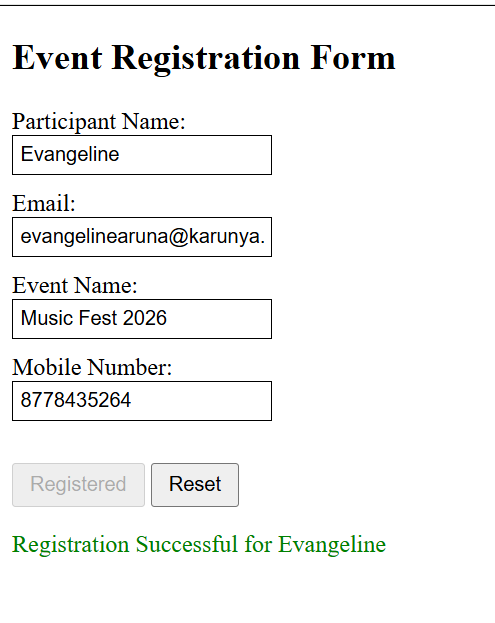 Event Registration Form
Participant Name:
Evangeline
Email:
evangelinearuna@karunya.
Event Name:
Music Fest 2026
Mobile Number:
8778435264
Registered Reset
Registration Successful for Evangeline